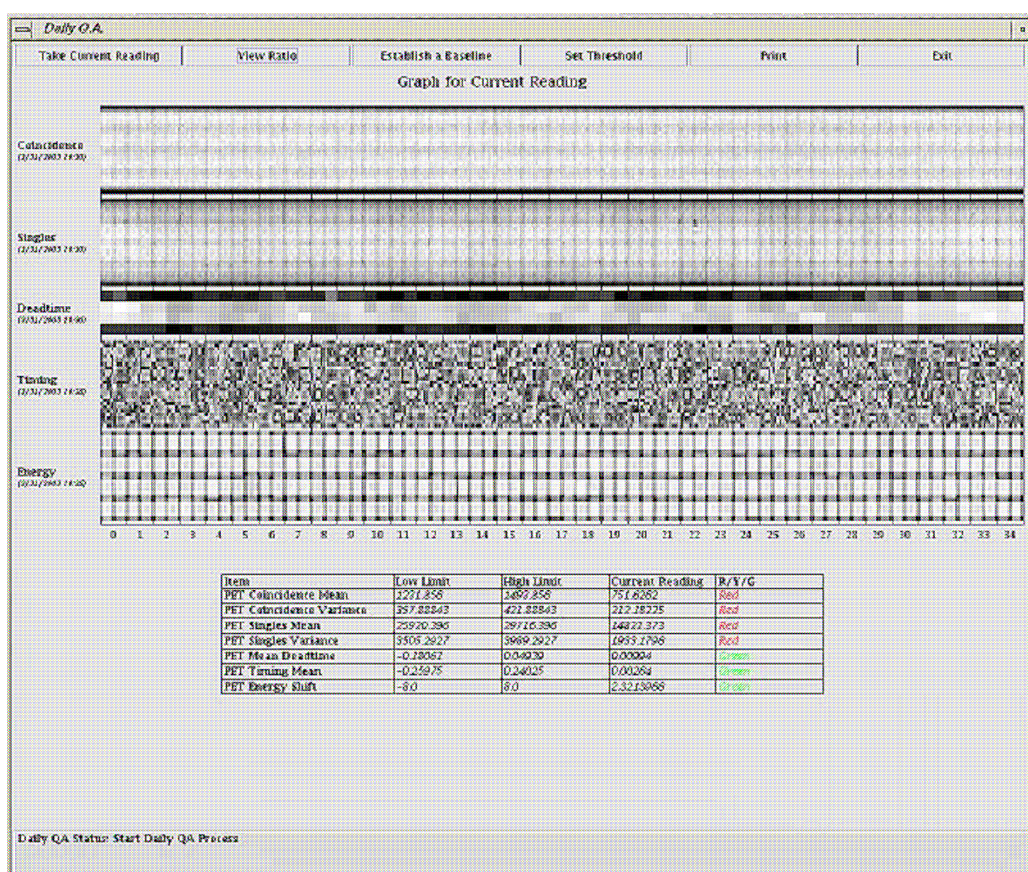 Daily Q.A.
Take Current Reading View Ratio Establish a Baseline Set Threshold Print Exit
Graph for Current Reading
Coincidence
Singles
Deadtime
Timing
Energy
0 1 2 3 4 5 6 7 8 9 10 11 12 13 14 15 16 17 18 19 20 21 22 23 24 25 26 27 28 29 30 31 32 33 34
Item Low Limit High Limit Current Reading R/Y/G
PET Coincidence Mean 751.6262 Red
PET Coincidence Variance 357.88843 421.88843 212.18225 Red
PET Singles Mean 25920.396 29716.396 14822.373 Red
PET Singles Variance 3505.2927 3989.2927 1933.1796 Red
PET Mean Deadtime -0.18061 0.04939 0.00994 Green
PET Timing Mean -0.25975 0.24025 0.00264 Green
PET Energy Shift -8.0 8.0 2.3213966 Green
Daily QA Status: Start Daily QA Process